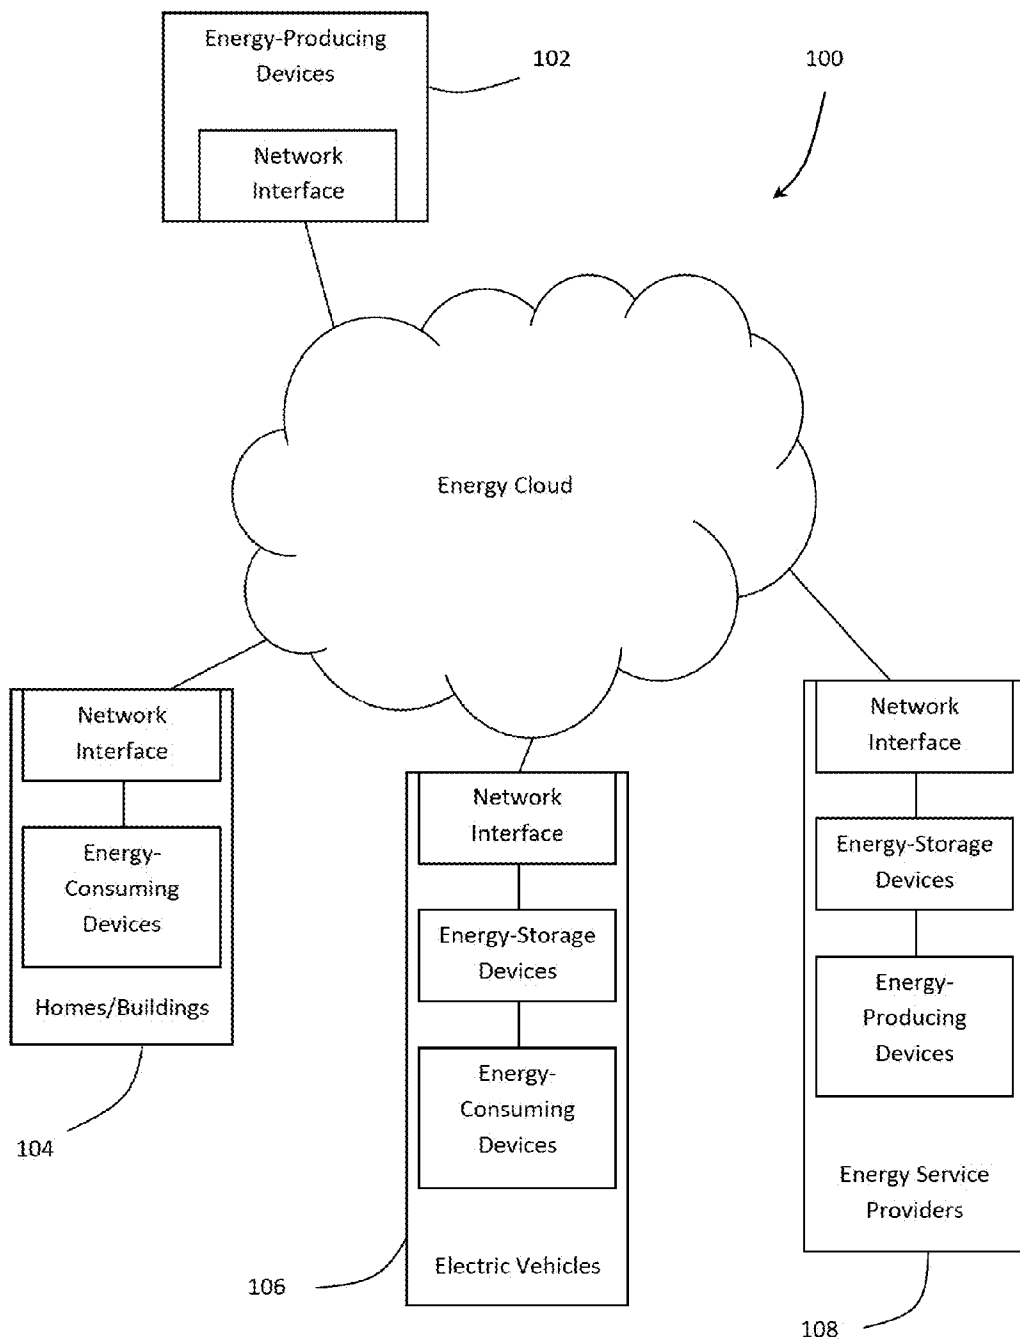 Energy-Producing
Devices
102
100
Network
Interface
Energy Cloud
Network
Interface
Energy-
Consuming
Devices
Homes/Buildings
104
Network
Interface
Energy-Storage
Devices
Energy-
Consuming
Devices
Electric Vehicles
106
Network
Interface
Energy-Storage
Devices
Energy-
Producing
Devices
Energy Service
Providers
108